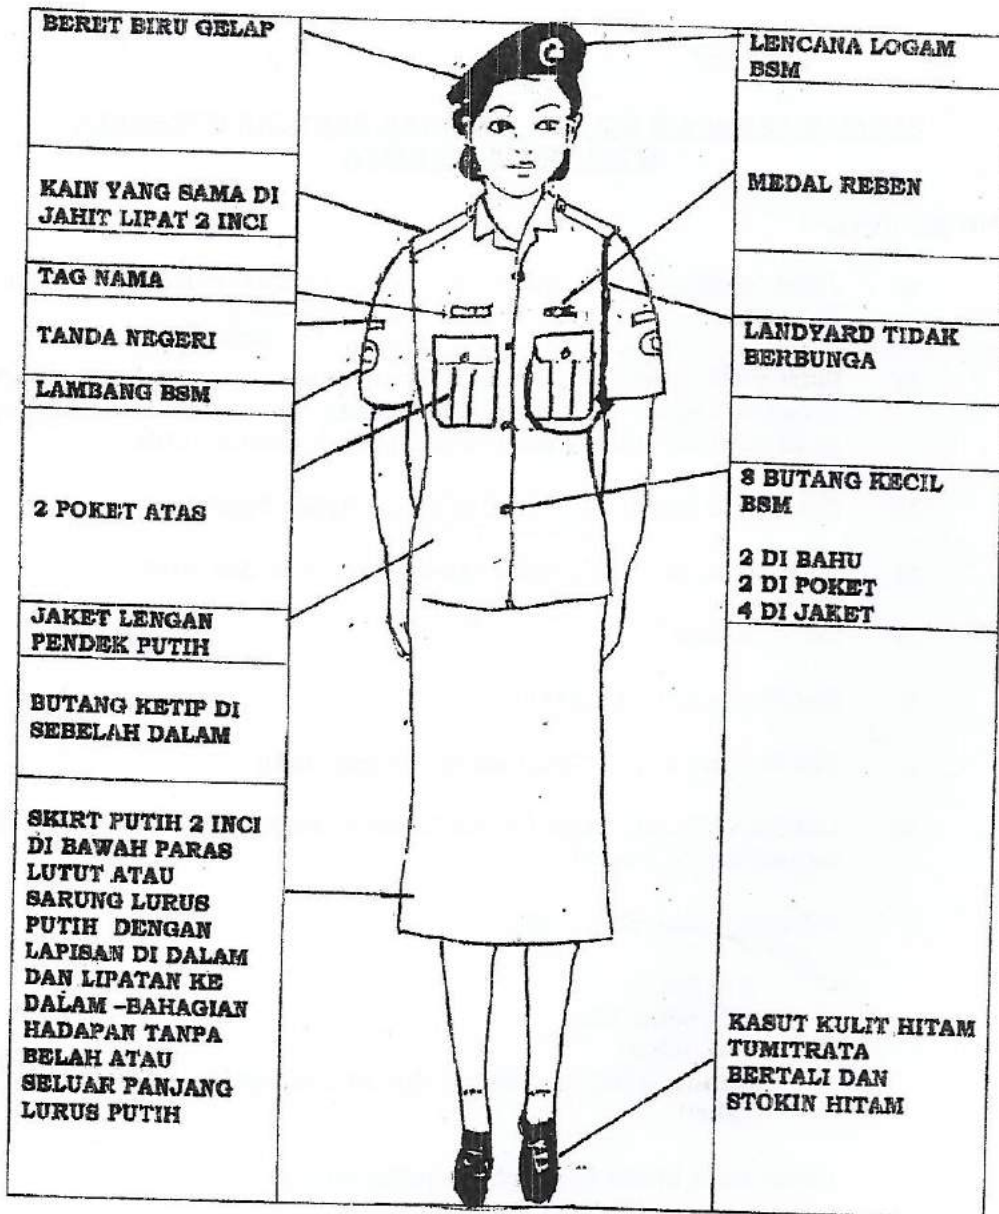 BERET BIRU GELAP
KAIN YANG SAMA DI
JAHIT LIPAT 2 INCI
TAG NAMA
TANDA NEGERI
LAMBANG BSM
2 POKET ATAS
JAKET LENGAN
PENDEK PUTIH
BUTANG KETIP DI
SEBELAH DALAM
SKIRT PUTIH 2 INCI
DI BAWAH PARAS
LUTUT ATAU
SARUNG LURUS
PUTIH DENGAN
LAPISAN DI DALAM
DAN LIPATAN KE
DALAM –BAHAGIAN
HADAPAN TANPA
BELAH ATAU
SELUAR PANJANG
LURUS PUTIH
LENCANA LOGAM
BSM
MEDAL REBEN
LANDYARD TIDAK
BERBUNGA
8 BUTANG KECIL
BSM
2 DI BAHU
2 DI POKET
4 DI JAKET
KASUT KULIT HITAM
TUMITRATA
BERTALI DAN
STOKIN HITAM